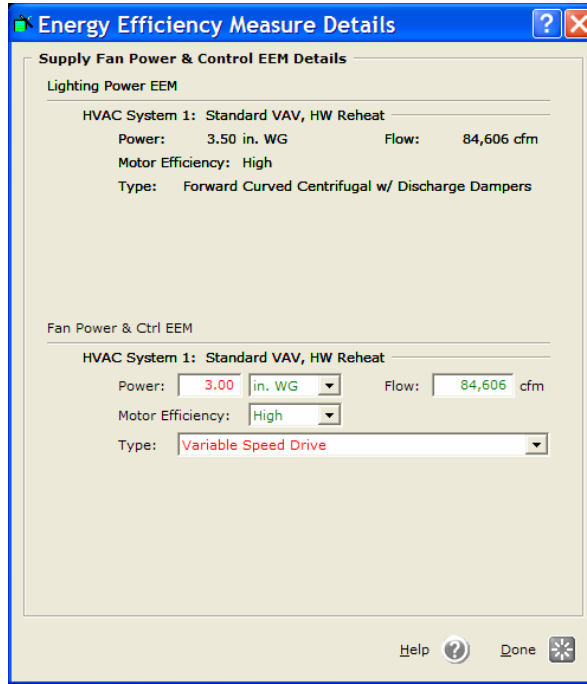 Energy Efficiency Measure Details
Supply Fan Power & Control EEM Details
Lighting Power EEM
HVAC System 1: Standard VAV, HW Reheat
Power: 3.50 in. WG Flow: 84,606 cfm
Motor Efficiency: High
Type: Forward Curved Centrifugal w/ Discharge Dampers
Fan Power & Ctrl EEM
HVAC System 1: Standard VAV, HW Reheat
Power: 3.00 in. WG Flow: 84,606 cfm
Motor Efficiency: High
Type: Variable Speed Drive
Help ? Done